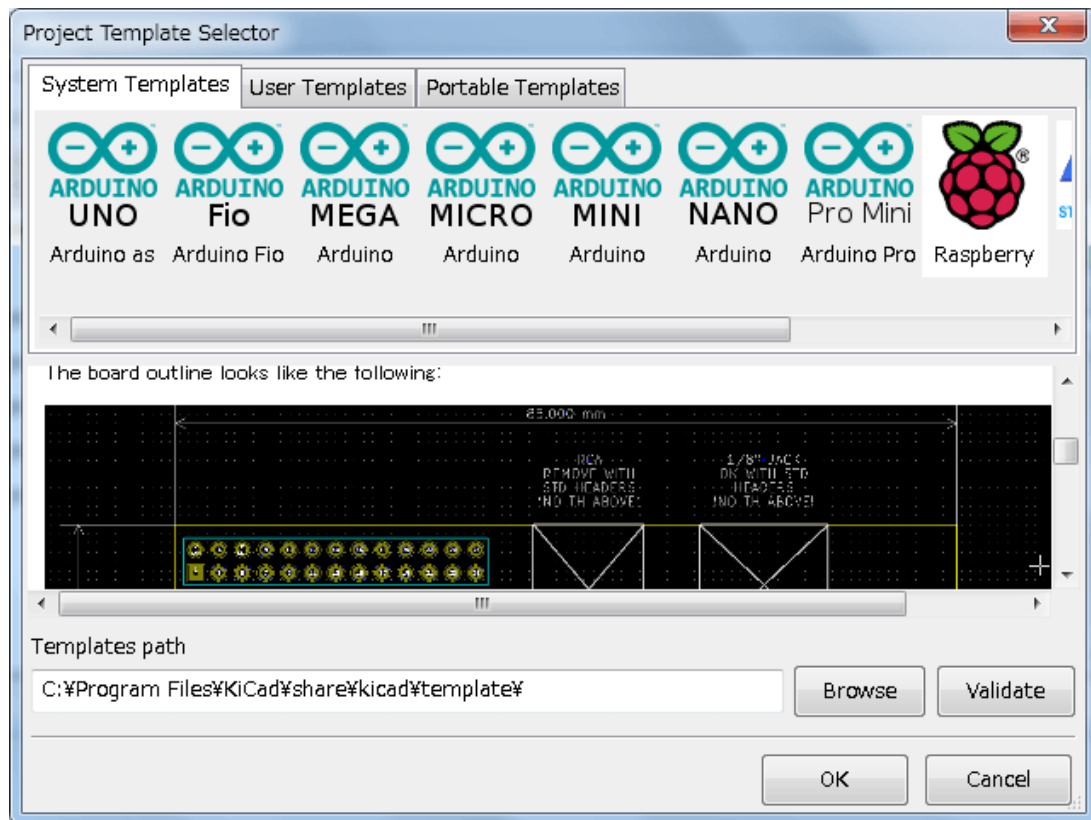 Project Template Selector
System Templates User Templates Portable Templates
ARDUINO ARDUINO ARDUINO ARDUINO ARDUINO ARDUINO ARDUINO ®
UNO Fio MEGA MICRO MINI NANO Pro Mini
Arduino as Arduino Fio Arduino Arduino Arduino Arduino Arduino Pro Raspberry
The board outline looks like the following:
85.000 mm
RCA 1/8" JACK
REMOVE WITH OK WITH STD
STD HEADERS HEADERS
!NO TH ABOVE! !NO TH ABOVE!
Templates path
C:¥Program Files¥KiCad¥share¥kicad¥template¥
Browse Validate
OK Cancel